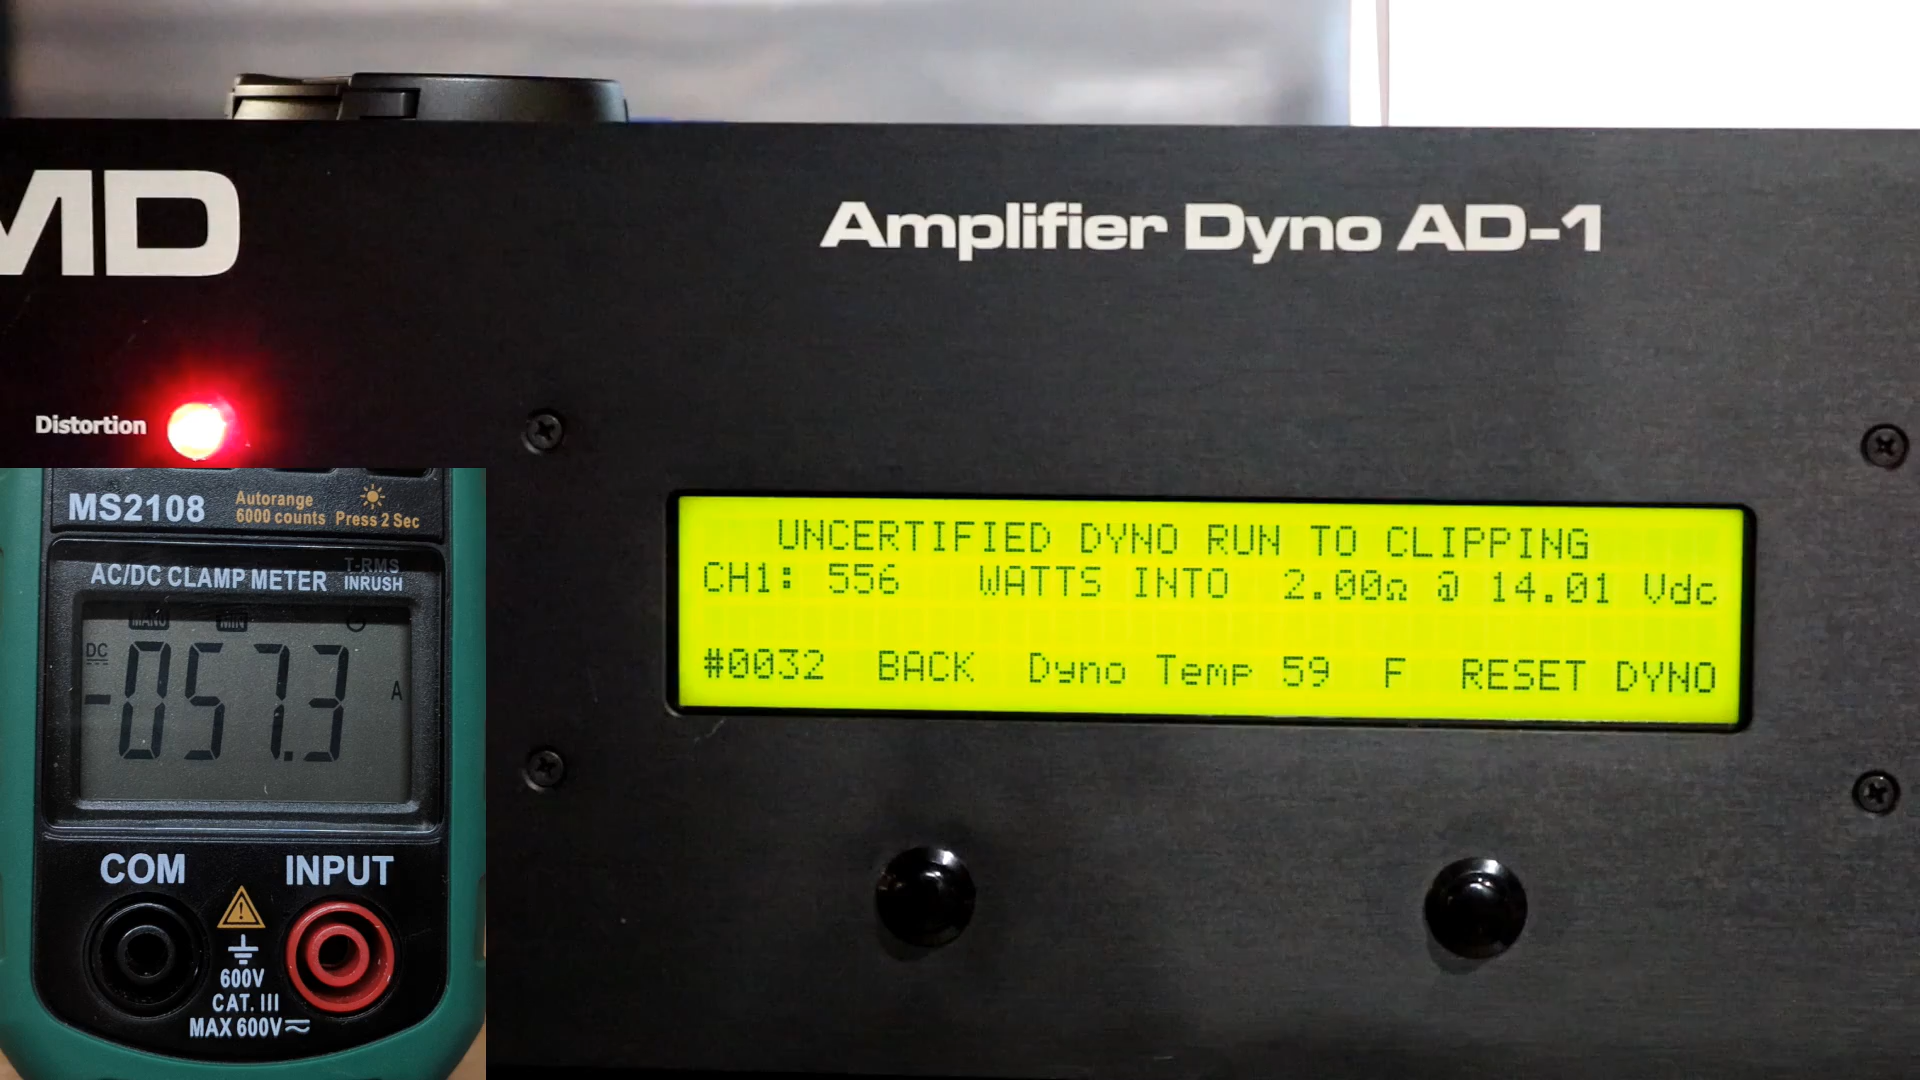 MD
Amplifier Dyno AD-1
Distortion
UNCERTIFIED DYNO RUN TO CLIPPING
CH1: 556 WATTS INTO 2.00Ω @ 14.01 Vdc
#0032 BACK Dyno Temp 59 F RESET DYNO
MS2108
Autorange
6000 counts
Press 2 Sec
AC/DC CLAMP METER
T-RMS
INRUSH
MANU MIN
DC
-057.3 A
COM
INPUT
600V
CAT. III
MAX 600V